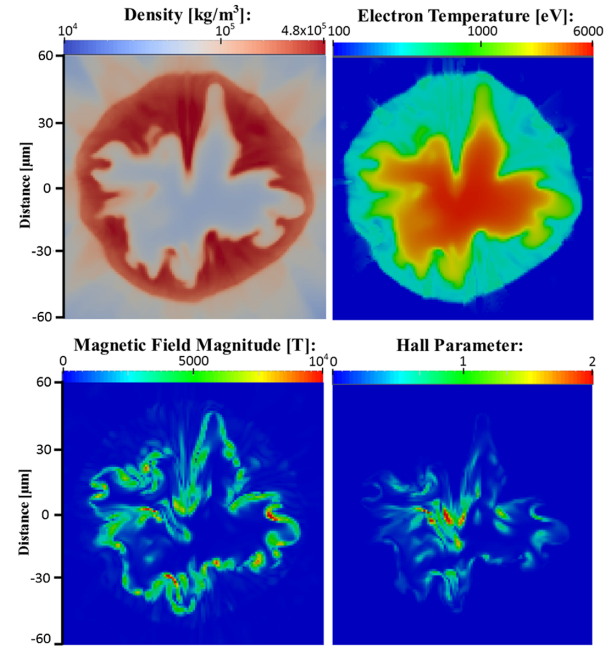 Density [kg/m³]:
10⁴ 10⁵ 4.8x10⁵
Electron Temperature [eV]:
100 1000 6000
60
30
0
-30
-60
Distance [μm]
Magnetic Field Magnitude [T]:
0 5000 10⁴
Hall Parameter:
0 1 2
60
30
0
-30
-60
Distance [μm]